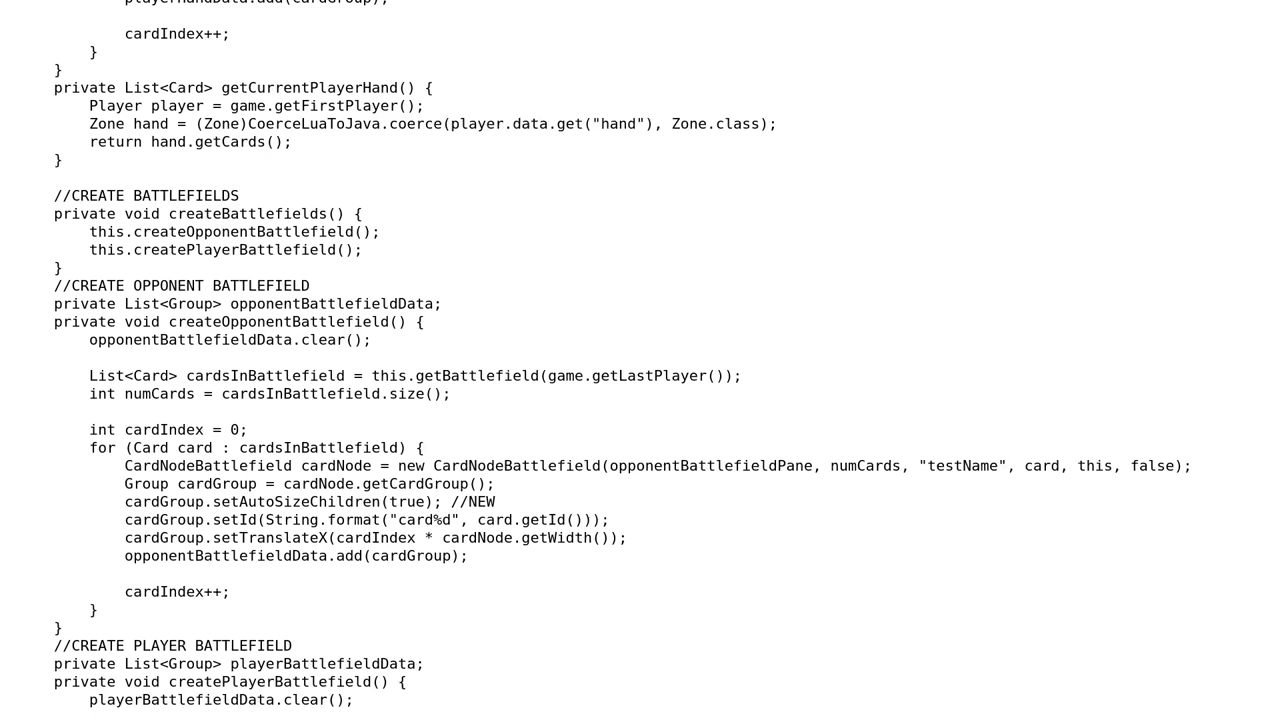 playerHandData.add(cardGroup);
cardIndex++;
}
}
private List<Card> getCurrentPlayerHand() {
Player player = game.getFirstPlayer();
Zone hand = (Zone)CoerceLuaToJava.coerce(player.data.get("hand"), Zone.class);
return hand.getCards();
}
//CREATE BATTLEFIELDS
private void createBattlefields() {
this.createOpponentBattlefield();
this.createPlayerBattlefield();
}
//CREATE OPPONENT BATTLEFIELD
private List<Group> opponentBattlefieldData;
private void createOpponentBattlefield() {
opponentBattlefieldData.clear();
List<Card> cardsInBattlefield = this.getBattlefield(game.getLastPlayer());
int numCards = cardsInBattlefield.size();
int cardIndex = 0;
for (Card card : cardsInBattlefield) {
CardNodeBattlefield cardNode = new CardNodeBattlefield(opponentBattlefieldPane, numCards, "testName", card, this, false);
Group cardGroup = cardNode.getCardGroup();
cardGroup.setAutoSizeChildren(true); //NEW
cardGroup.setId(String.format("card%d", card.getId()));
cardGroup.setTranslateX(cardIndex * cardNode.getWidth());
opponentBattlefieldData.add(cardGroup);
cardIndex++;
}
}
//CREATE PLAYER BATTLEFIELD
private List<Group> playerBattlefieldData;
private void createPlayerBattlefield() {
playerBattlefieldData.clear();